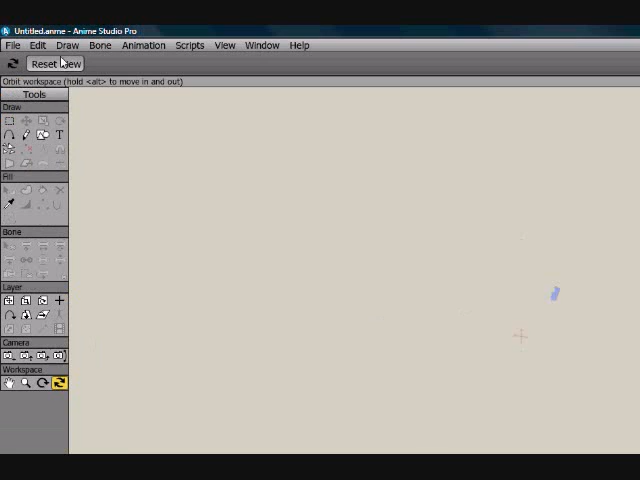 Untitled.anme - Anime Studio Pro
File Edit Draw Bone Animation Scripts View Window Help
Reset View
Orbit workspace (hold <alt> to move in and out)
Tools
Draw
T
Fill
Bone
Layer
Camera
Workspace